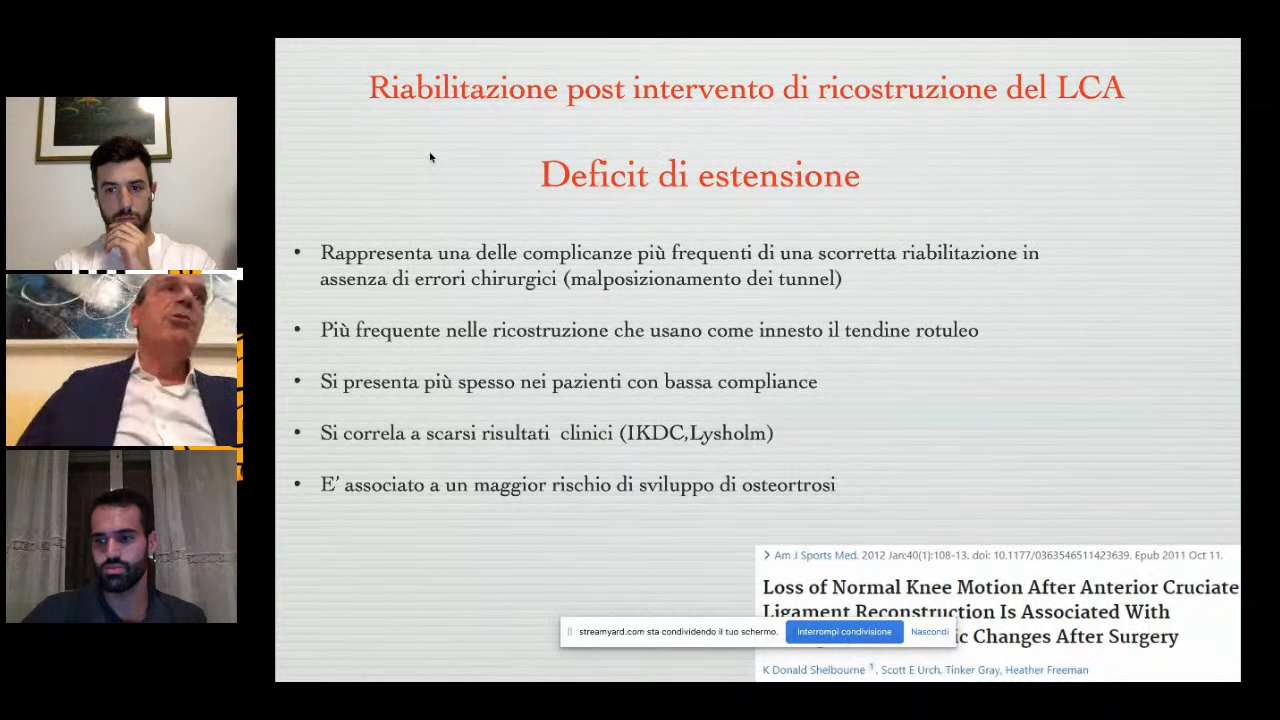 Riabilitazione post intervento di ricostruzione del LCA
Deficit di estensione
• Rappresenta una delle complicanze più frequenti di una scorretta riabilitazione in
assenza di errori chirurgici (malposizionamento dei tunnel)
• Più frequente nelle ricostruzione che usano come innesto il tendine rotuleo
• Si presenta più spesso nei pazienti con bassa compliance
• Si correla a scarsi risultati clinici (IKDC,Lysholm)
• E' associato a un maggior rischio di sviluppo di osteortrosi
> Am J Sports Med. 2012 Jan;40(1):108-13. doi: 10.1177/0363546511423639. Epub 2011 Oct 11.
Loss of Normal Knee Motion After Anterior Cruciate
Ligament Reconstruction Is Associated With
ic Changes After Surgery
streamyard.com sta condividendo il tuo schermo. Interrompi condivisione Nascondi
K Donald Shelbourne 1, Scott E Urch, Tinker Gray, Heather Freeman